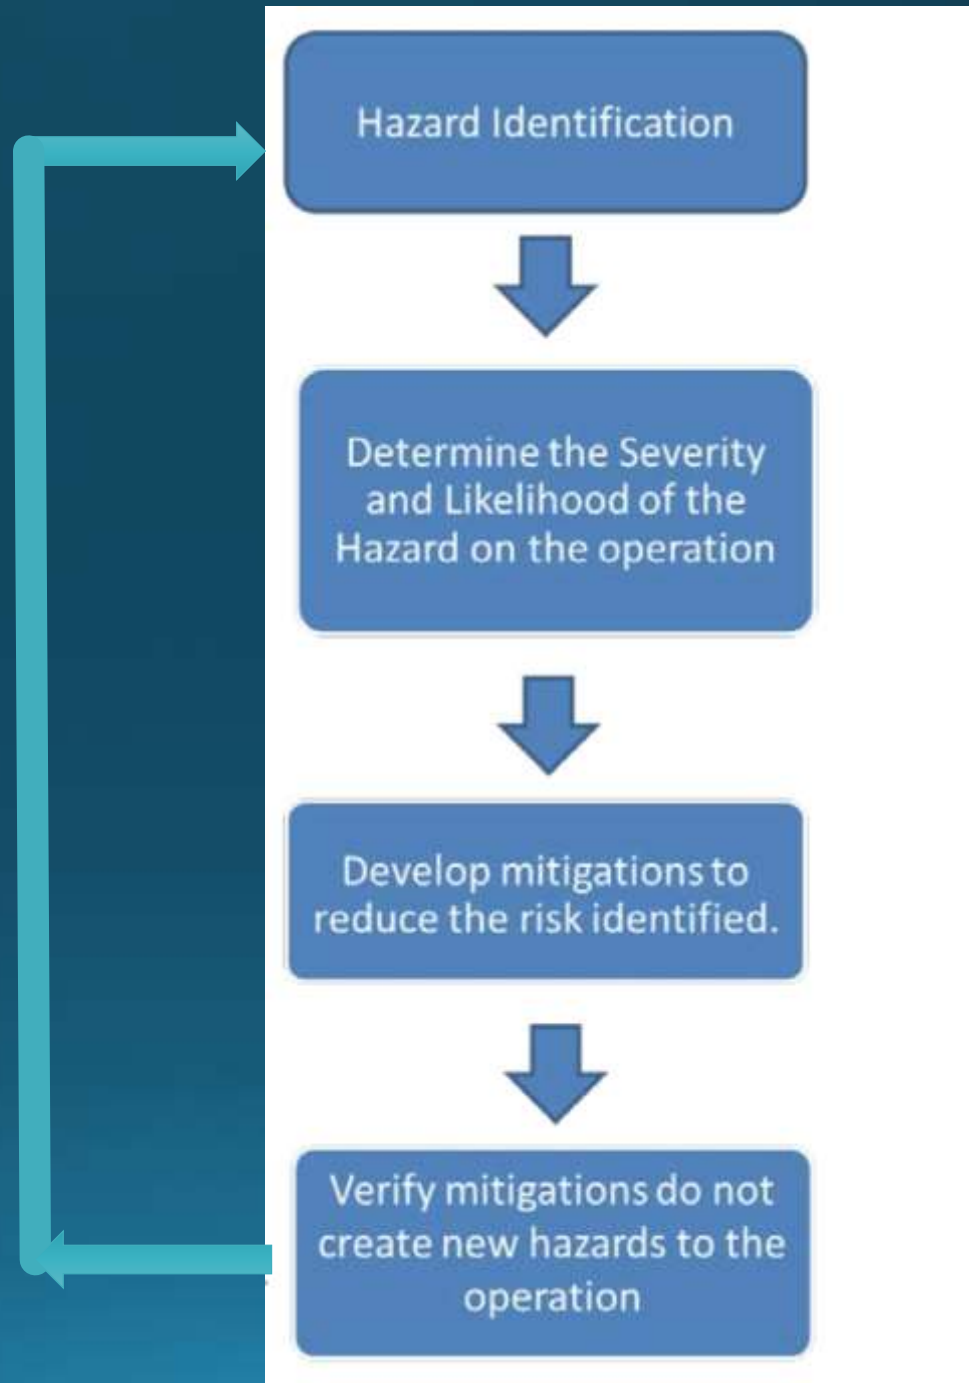 Hazard Identification
Determine the Severity
and Likelihood of the
Hazard on the operation
Develop mitigations to
reduce the risk identified.
Verify mitigations do not
create new hazards to the
operation